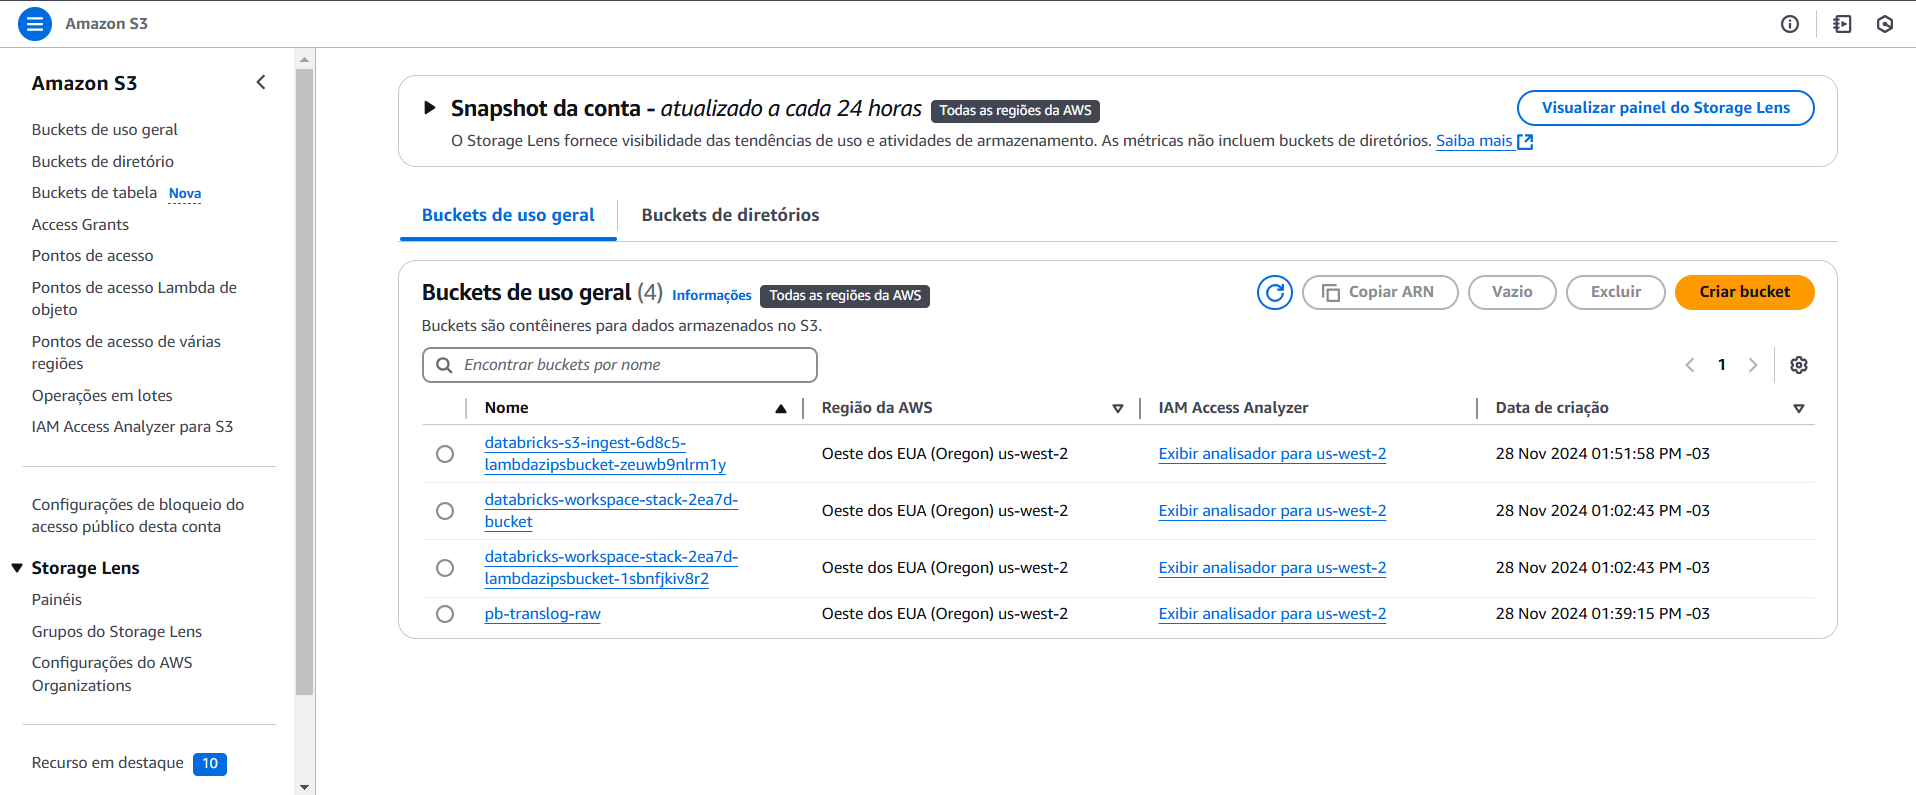 Amazon S3
Amazon S3
Buckets de uso geral
Buckets de diretório
Buckets de tabela Nova
Access Grants
Pontos de acesso
Pontos de acesso Lambda de
objeto
Pontos de acesso de várias
regiões
Operações em lotes
IAM Access Analyzer para S3
Configurações de bloqueio do
acesso público desta conta
Storage Lens
Painéis
Grupos do Storage Lens
Configurações do AWS
Organizations
Recurso em destaque 10
Snapshot da conta - atualizado a cada 24 horas Todas as regiões da AWS
Visualizar painel do Storage Lens
O Storage Lens fornece visibilidade das tendências de uso e atividades de armazenamento. As métricas não incluem buckets de diretórios. Saiba mais
Buckets de uso geral Buckets de diretórios
Buckets de uso geral (4) Informações Todas as regiões da AWS
Copiar ARN Vazio Excluir Criar bucket
Buckets são contêineres para dados armazenados no S3.
Encontrar buckets por nome
1
Nome Região da AWS IAM Access Analyzer Data de criação
databricks-s3-ingest-6d8c5-
lambdazipsbucket-zeuwb9nlrm1y
Oeste dos EUA (Oregon) us-west-2 Exibir analisador para us-west-2 28 Nov 2024 01:51:58 PM -03
databricks-workspace-stack-2ea7d-
bucket
Oeste dos EUA (Oregon) us-west-2 Exibir analisador para us-west-2 28 Nov 2024 01:02:43 PM -03
databricks-workspace-stack-2ea7d-
lambdazipsbucket-1sbnfjkiv8r2
Oeste dos EUA (Oregon) us-west-2 Exibir analisador para us-west-2 28 Nov 2024 01:02:43 PM -03
pb-translog-raw Oeste dos EUA (Oregon) us-west-2 Exibir analisador para us-west-2 28 Nov 2024 01:39:15 PM -03